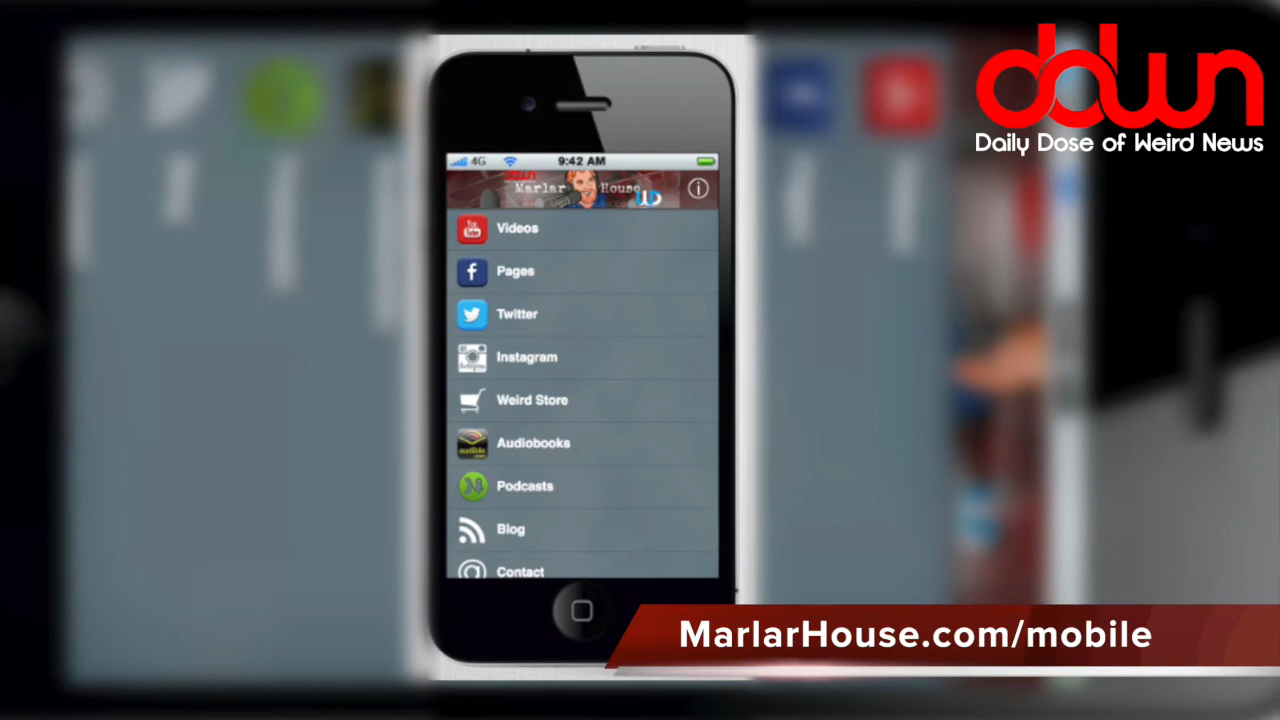 DDWN
Daily Dose of Weird News
4G
9:42 AM
Marlar House
Videos
Pages
Twitter
Instagram
Weird Store
Audiobooks
Podcasts
Blog
Contact
MarlarHouse.com/mobile